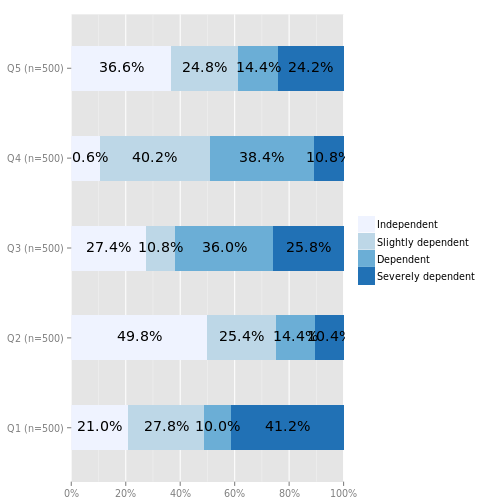 Q5 (n=500) 36.6% 24.8% 14.4% 24.2%
Q4 (n=500) 0.6% 40.2% 38.4% 10.8%
Q3 (n=500) 27.4% 10.8% 36.0% 25.8%
Q2 (n=500) 49.8% 25.4% 14.4% 10.4%
Q1 (n=500) 21.0% 27.8% 10.0% 41.2%
0% 20% 40% 60% 80% 100%
Independent
Slightly dependent
Dependent
Severely dependent